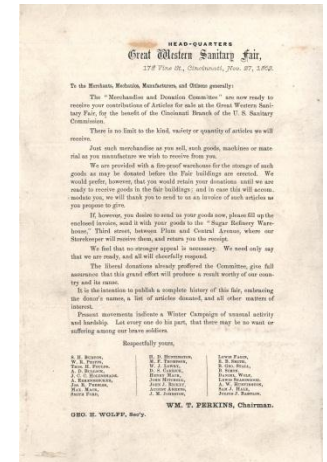 HEAD-QUARTERS
Great Western Sanitary Fair,
178 Vine St., Cincinnati, Nov. 27, 1863.
To the Merchants, Mechanics, Manufacturers, and Citizens generally:
The "Merchandise and Donation Committee" are now ready to
receive your contributions of Articles for sale at the Great Western Sani-
tary Fair, for the benefit of the Cincinnati Branch of the U. S. Sanitary
Commission.
There is no limit to the kind, variety or quantity of articles we will
receive.
Just such merchandise as you sell, such goods, machines or mate-
rial as you manufacture we wish to receive from you.
We are provided with a fire-proof warehouse for the storage of such
goods as may be donated before the Fair buildings are erected. We
would prefer, however, that you would retain your donations until we are
ready to receive goods in the fair buildings; and in case this will accom-
modate you, we will thank you to send to us an invoice of such articles as
you propose to give.
If, however, you desire to send us your goods now, please fill up the
enclosed invoice, send it with your goods to the "Sugar Refinery Ware-
house," Third street, between Plum and Central Avenue, where our
Storekeeper will receive them, and return you the receipt.
We feel that no stronger appeal is necessary. We need only say
that we are ready, and all will cheerfully respond.
The liberal donations already proffered the Committee, give full
assurance that this grand effort will produce a result worthy of our coun-
try and its cause.
It is the intention to publish a complete history of this fair, embracing
the donor's names, a list of articles donated, and all other matters of
interest.
Present movements indicate a Winter Campaign of unusual activity
and hardship. Let every one do his part, that there may be no want or
suffering among our brave soldiers.
Respectfully yours,
WM. T. PERKINS, Chairman.
GEO. H. WOLFF, Sec'y.